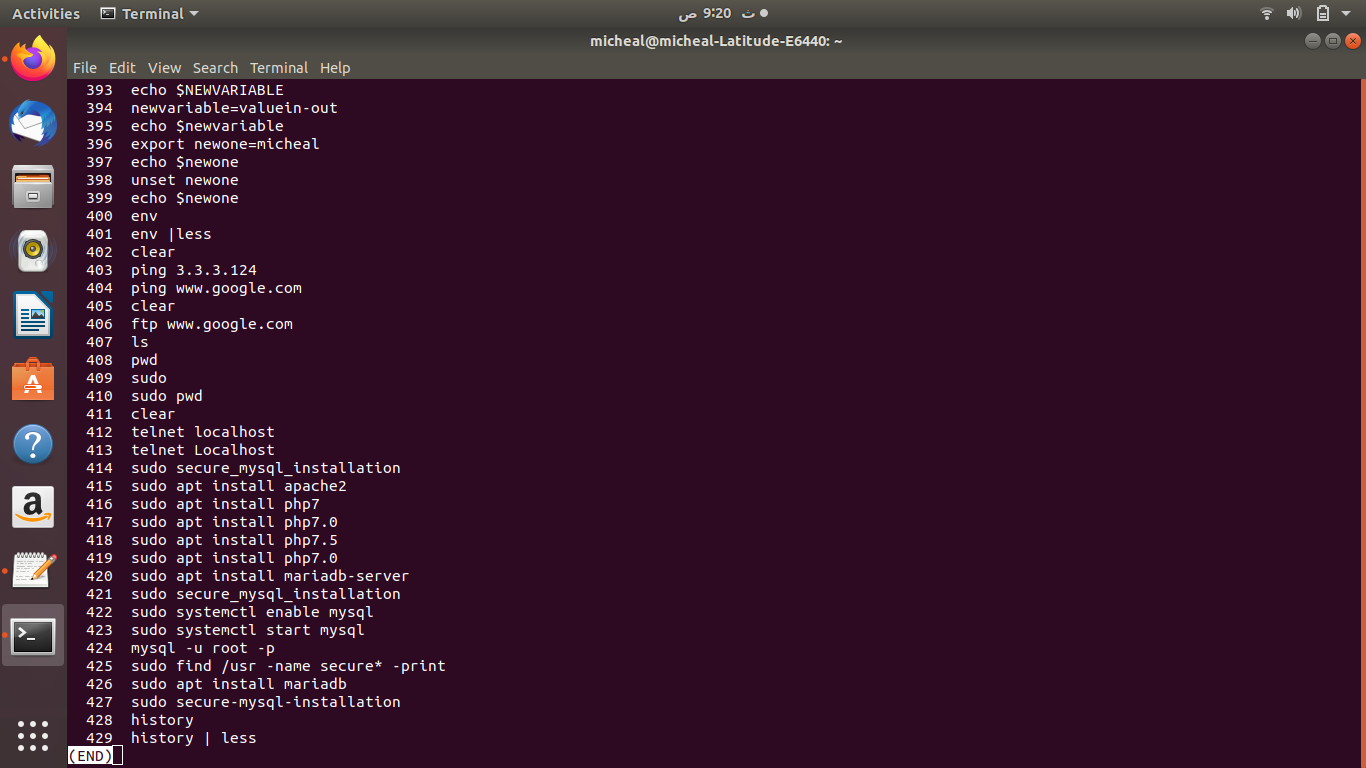 Activities Terminal ص 9:20 ث
micheal@micheal-Latitude-E6440: ~
File Edit View Search Terminal Help
393 echo $NEWVARIABLE
394 newvariable=valuein-out
395 echo $newvariable
396 export newone=micheal
397 echo $newone
398 unset newone
399 echo $newone
400 env
401 env |less
402 clear
403 ping 3.3.3.124
404 ping www.google.com
405 clear
406 ftp www.google.com
407 ls
408 pwd
409 sudo
410 sudo pwd
411 clear
412 telnet localhost
413 telnet Localhost
414 sudo secure_mysql_installation
415 sudo apt install apache2
416 sudo apt install php7
417 sudo apt install php7.0
418 sudo apt install php7.5
419 sudo apt install php7.0
420 sudo apt install mariadb-server
421 sudo secure_mysql_installation
422 sudo systemctl enable mysql
423 sudo systemctl start mysql
424 mysql -u root -p
425 sudo find /usr -name secure* -print
426 sudo apt install mariadb
427 sudo secure-mysql-installation
428 history
429 history | less
(END)